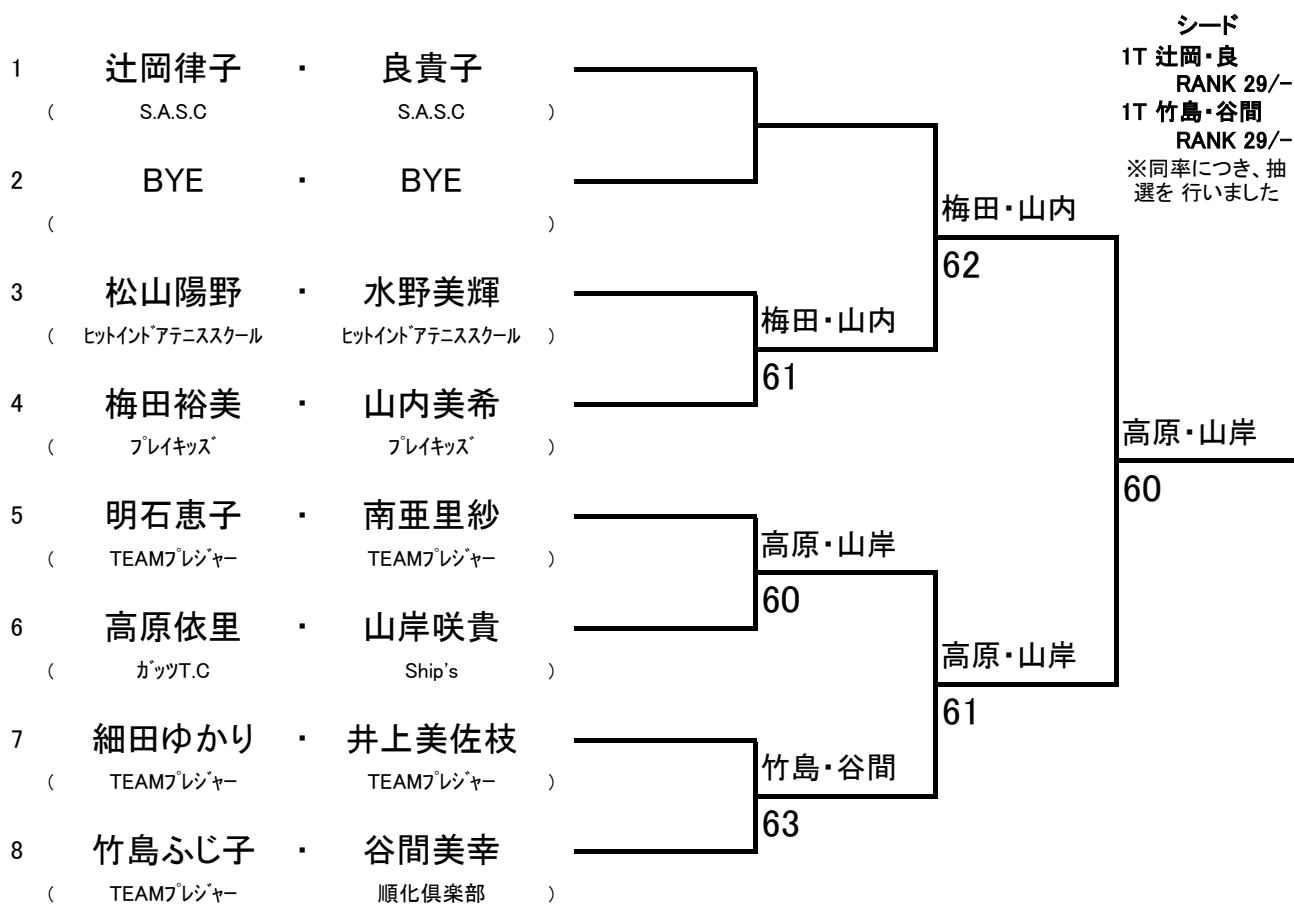 シード
1T 辻岡・良
RANK 29/-
1T 竹島・谷間
RANK 29/-
※同率につき、抽
選を 行いました
1 辻岡律子 ・ 良貴子
( S.A.S.C S.A.S.C )
2 BYE ・ BYE
( )
梅田・山内
62
3 松山陽野 ・ 水野美輝
( ﾋｯﾄｲﾝﾄﾞｱﾃﾆｽｽｸｰﾙ ﾋｯﾄｲﾝﾄﾞｱﾃﾆｽｽｸｰﾙ )
梅田・山内
61
4 梅田裕美 ・ 山内美希
( ﾌﾟﾚｲｷｯｽﾞ ﾌﾟﾚｲｷｯｽﾞ )
高原・山岸
60
5 明石恵子 ・ 南亜里紗
( TEAMﾌﾟﾚｼﾞｬｰ TEAMﾌﾟﾚｼﾞｬｰ )
高原・山岸
60
6 高原依里 ・ 山岸咲貴
( ｶﾞｯﾂT.C Ship's )
高原・山岸
61
7 細田ゆかり ・ 井上美佐枝
( TEAMﾌﾟﾚｼﾞｬｰ TEAMﾌﾟﾚｼﾞｬｰ )
竹島・谷間
63
8 竹島ふじ子 ・ 谷間美幸
( TEAMﾌﾟﾚｼﾞｬｰ 順化倶楽部 )